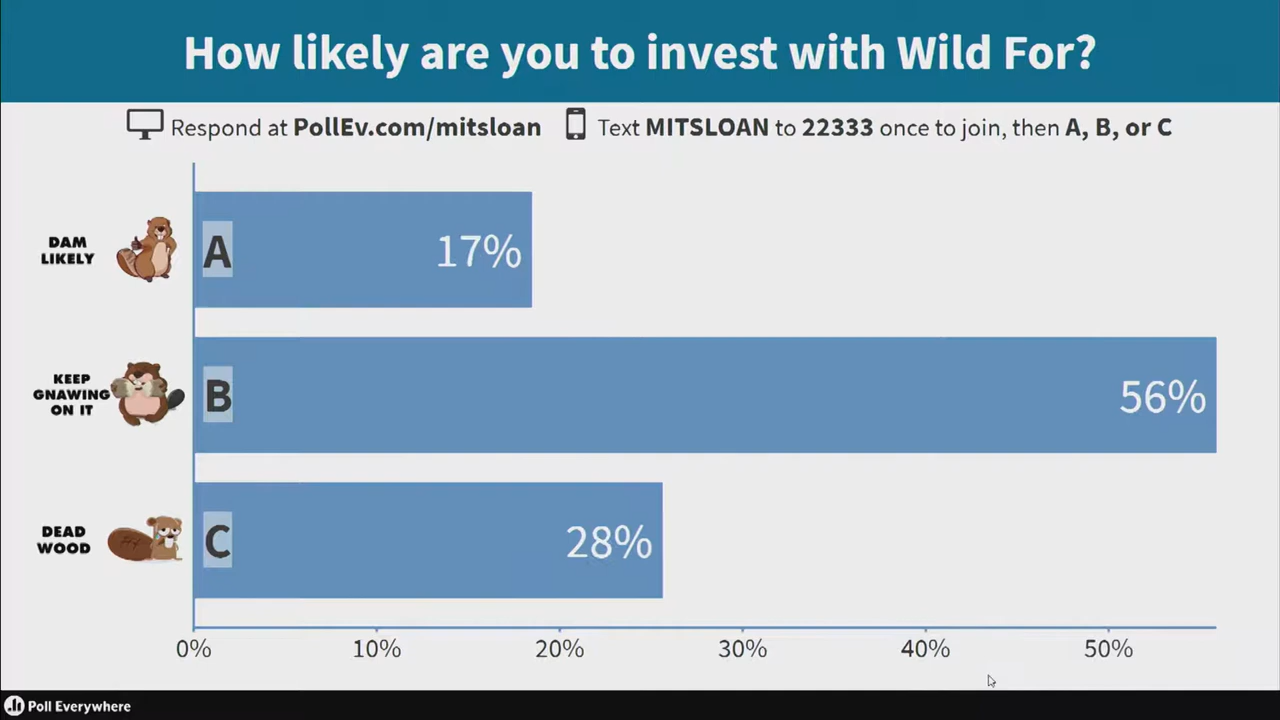 How likely are you to invest with Wild For?
Respond at PollEv.com/mitsloan Text MITSLOAN to 22333 once to join, then A, B, or C
DAM
LIKELY
A 17%
KEEP
GNAWING
ON IT
B 56%
DEAD
WOOD
C 28%
0% 10% 20% 30% 40% 50%
Poll Everywhere